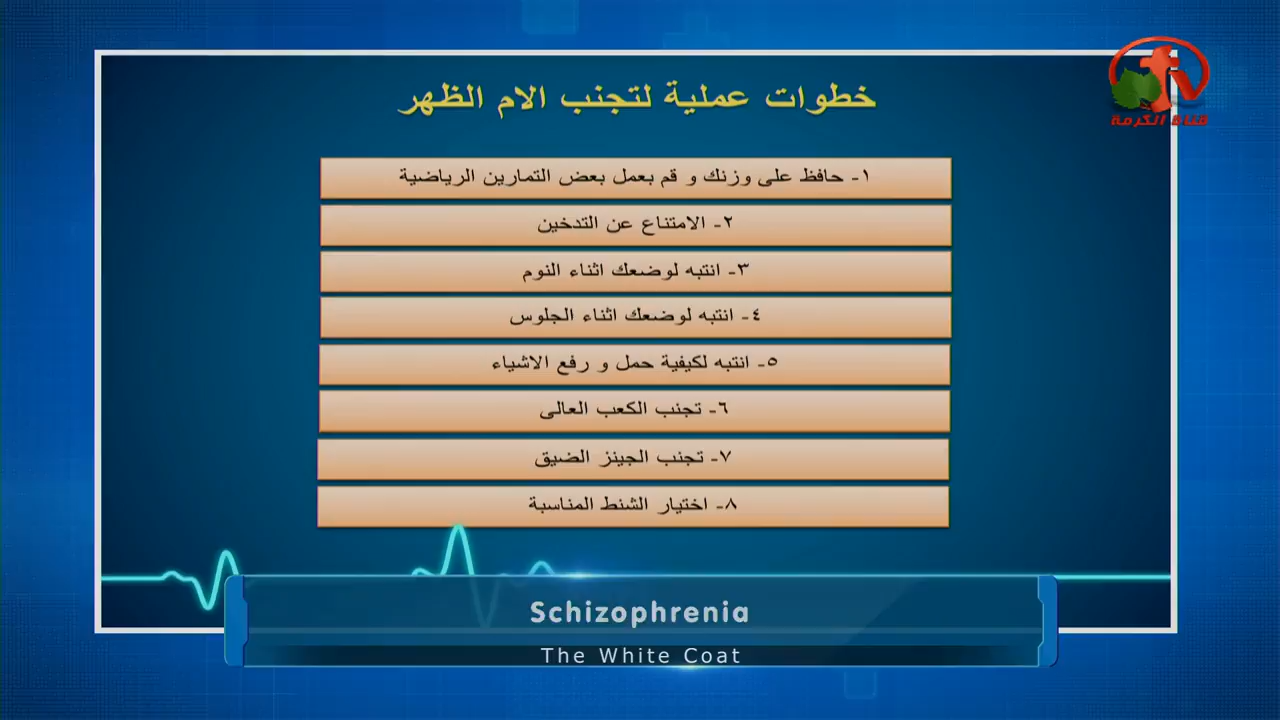 خطوات عملية لتجنب الام الظهر
قناة الكرمة
١- حافظ على وزنك و قم بعمل بعض التمارين الرياضية
٢- الامتناع عن التدخين
٣- انتبه لوضعك اثناء النوم
٤- انتبه لوضعك اثناء الجلوس
٥- انتبه لكيفية حمل و رفع الاشياء
٦- تجنب الكعب العالى
٧- تجنب الجينز الضيق
٨- اختيار الشنط المناسبة
Schizophrenia
The White Coat